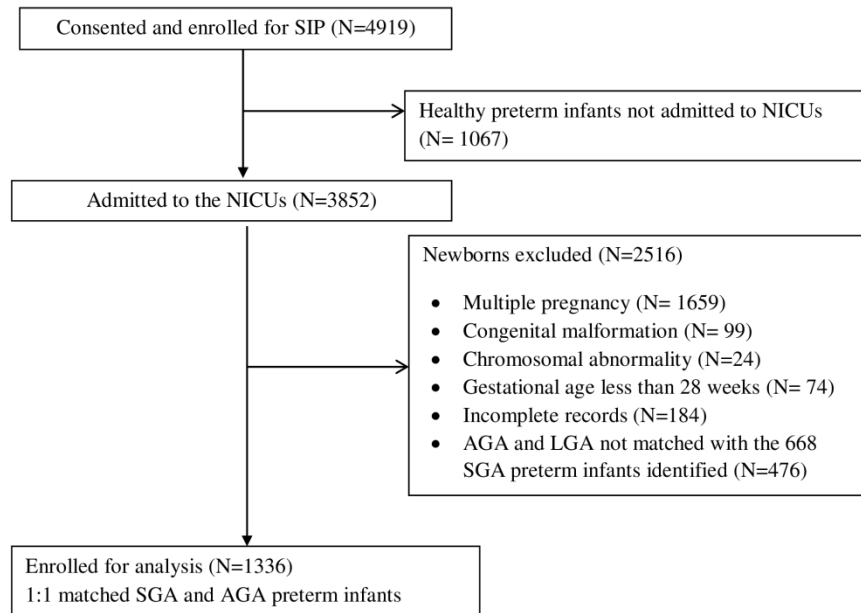 Consented and enrolled for SIP (N=4919)
Healthy preterm infants not admitted to NICUs
(N= 1067)
Admitted to the NICUs (N=3852)
Newborns excluded (N=2516)
• Multiple pregnancy (N= 1659)
• Congenital malformation (N= 99)
• Chromosomal abnormality (N=24)
• Gestational age less than 28 weeks (N= 74)
• Incomplete records (N=184)
• AGA and LGA not matched with the 668
SGA preterm infants identified (N=476)
Enrolled for analysis (N=1336)
1:1 matched SGA and AGA preterm infants